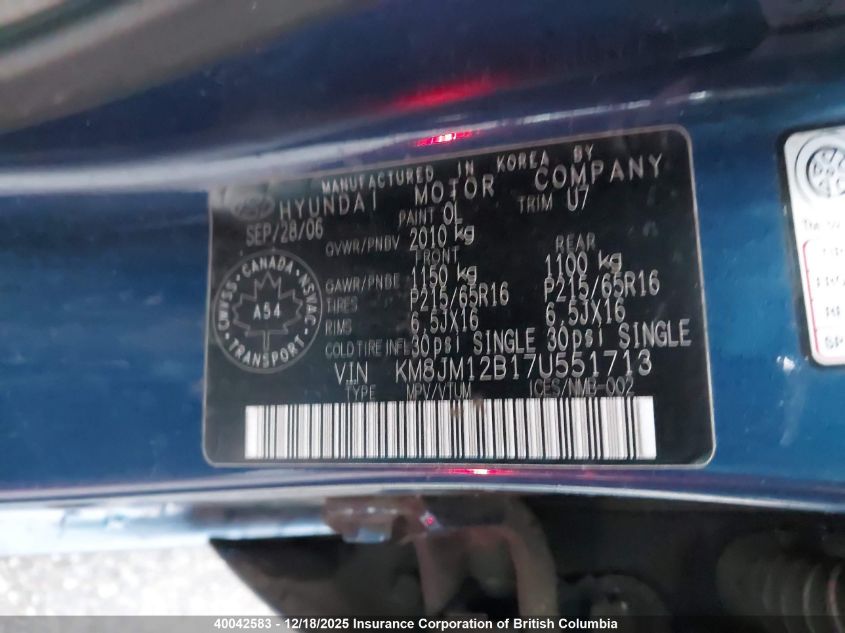 MANUFACTURED IN KOREA BY
HYUNDAI MOTOR COMPANY
SEP/28/06 PAINT OL TRIM U7
GVWR/PNBV 2010 kg
FRONT REAR
GAWR/PNBE 1150 kg 1100 kg
TIRES P215/65R16 P215/65R16
RIMS 6.5JX16 6.5JX16
COLD TIRE INFL 30psi SINGLE 30psi SINGLE
VIN KM8JM12B17U551713
TYPE MPV/VTUM ICES/NMB-002
CMVSS CANADA NSVAC
A54
TRANSPORT
40042583 – 12/18/2025 Insurance Corporation of British Columbia